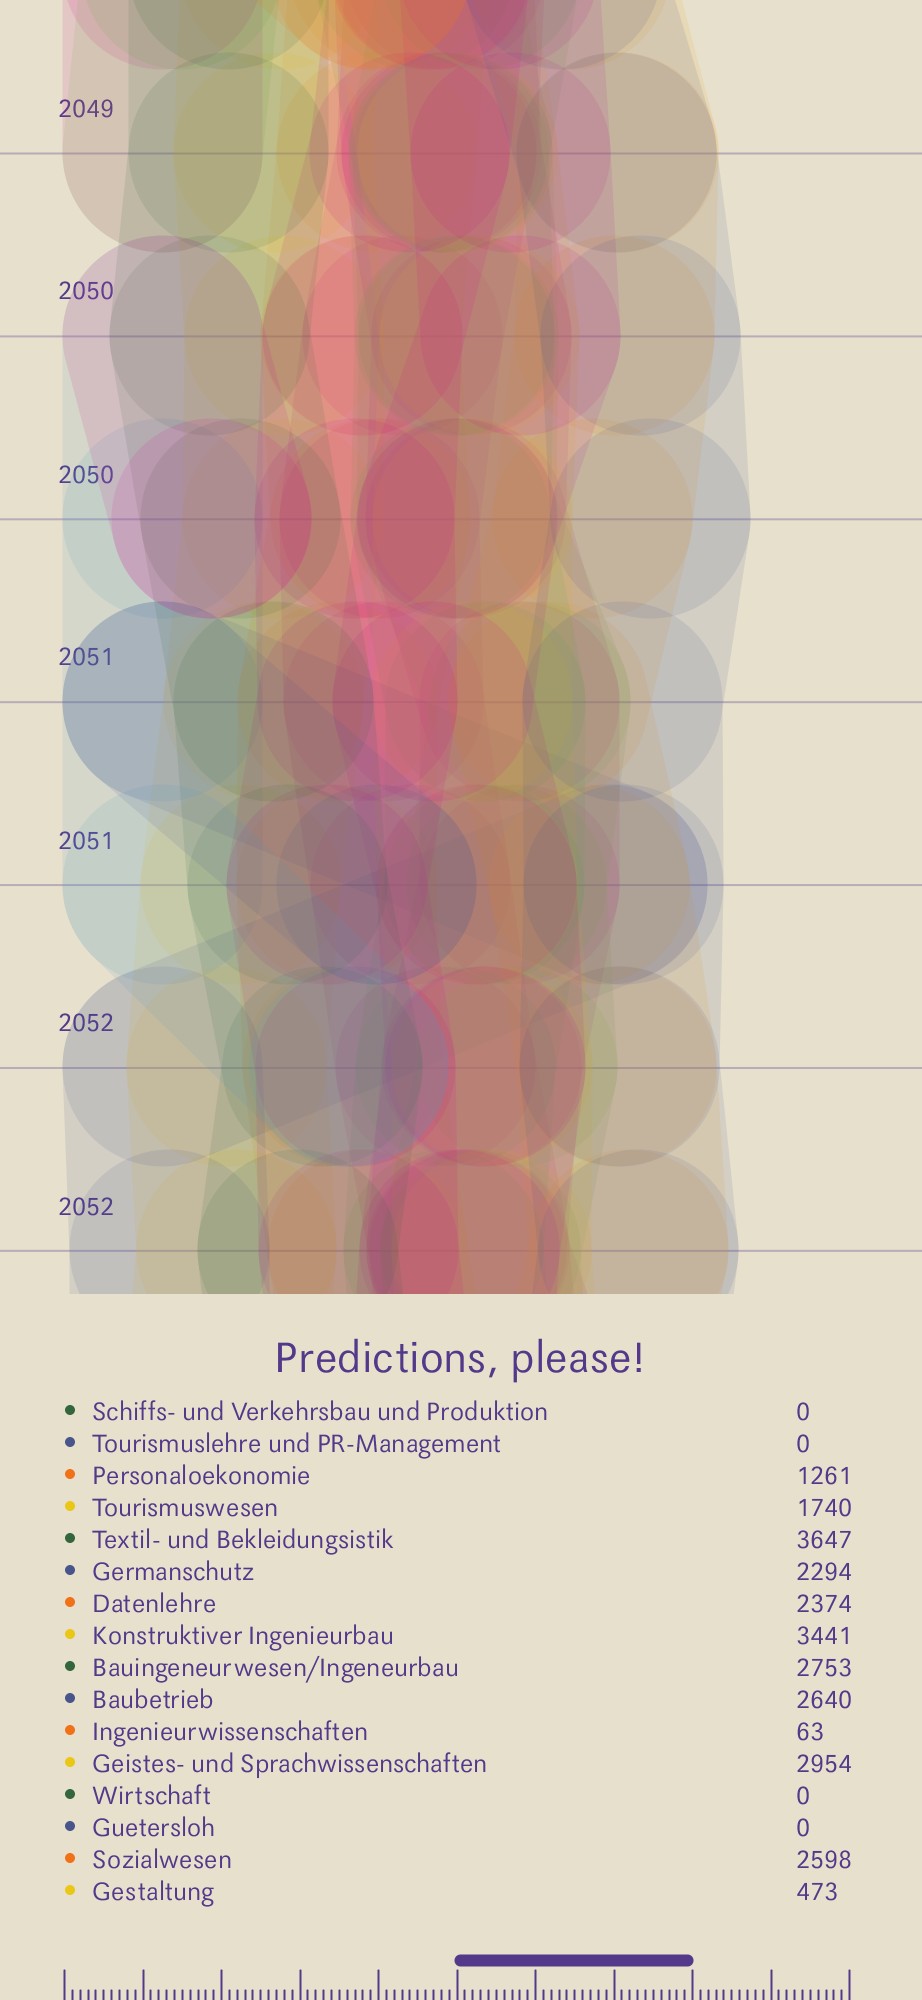 2049
2050
2050
2051
2051
2052
2052
Predictions, please!
Schiffs- und Verkehrsbau und Produktion 0
Tourismuslehre und PR-Management 0
Personaloekonomie 1261
Tourismuswesen 1740
Textil- und Bekleidungsistik 3647
Germanschutz 2294
Datenlehre 2374
Konstruktiver Ingenieurbau 3441
Bauingeneurwesen/Ingeneurbau 2753
Baubetrieb 2640
Ingenieurwissenschaften 63
Geistes- und Sprachwissenschaften 2954
Wirtschaft 0
Guetersloh 0
Sozialwesen 2598
Gestaltung 473